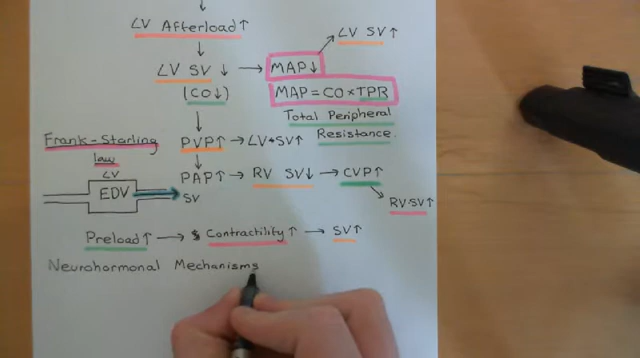 LV Afterload ↑
LV SV ↑
LV SV ↓ → MAP ↓
(CO↓)
MAP = CO × TPR
Total Peripheral
Resistance.
Frank-Starling
law
PVP↑ → LV SV↑
LV
EDV
SV
PAP↑ → RV SV↓ → CVP↑
RV SV↑
Preload↑ → Contractility ↑ → SV↑
Neurohormonal Mechanisms